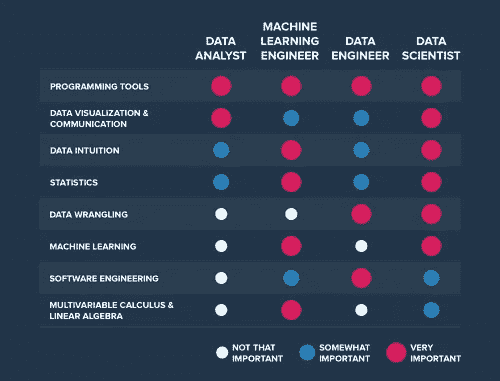 DATA ANALYST
MACHINE LEARNING ENGINEER
DATA ENGINEER
DATA SCIENTIST
PROGRAMMING TOOLS
DATA VISUALIZATION &
COMMUNICATION
DATA INTUITION
STATISTICS
DATA WRANGLING
MACHINE LEARNING
SOFTWARE ENGINEERING
MULTIVARIABLE CALCULUS &
LINEAR ALGEBRA
NOT THAT
IMPORTANT
SOMEWHAT
IMPORTANT
VERY
IMPORTANT